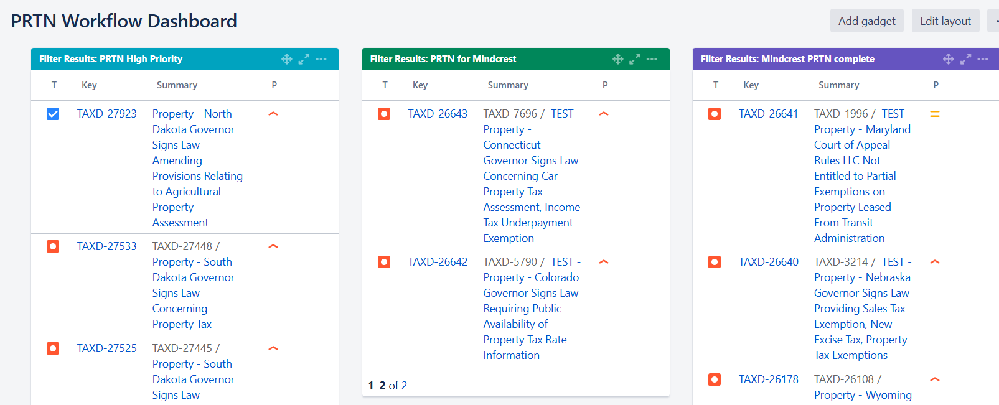 PRTN Workflow Dashboard
Add gadget
Edit layout
Filter Results: PRTN High Priority
T Key Summary P
TAXD-27923 Property - North
Dakota Governor
Signs Law
Amending
Provisions Relating
to Agricultural
Property
Assessment
TAXD-27533 TAXD-27448 /
Property - South
Dakota Governor
Signs Law
Concerning
Property Tax
TAXD-27525 TAXD-27445 /
Property - South
Dakota Governor
Signs Law
Filter Results: PRTN for Mindcrest
T Key Summary P
TAXD-26643 TAXD-7696 / TEST -
Property -
Connecticut
Governor Signs Law
Concerning Car
Property Tax
Assessment, Income
Tax Underpayment
Exemption
TAXD-26642 TAXD-5790 / TEST -
Property - Colorado
Governor Signs Law
Requiring Public
Availability of
Property Tax Rate
Information
1–2 of 2
Filter Results: Mindcrest PRTN complete
T Key Summary P
TAXD-26641 TAXD-1996 / TEST -
Property - Maryland
Court of Appeal
Rules LLC Not
Entitled to Partial
Exemptions on
Property Leased
From Transit
Administration
TAXD-26640 TAXD-3214 / TEST -
Property - Nebraska
Governor Signs Law
Providing Sales Tax
Exemption, New
Excise Tax, Property
Tax Exemptions
TAXD-26178 TAXD-26108 /
Property - Wyoming